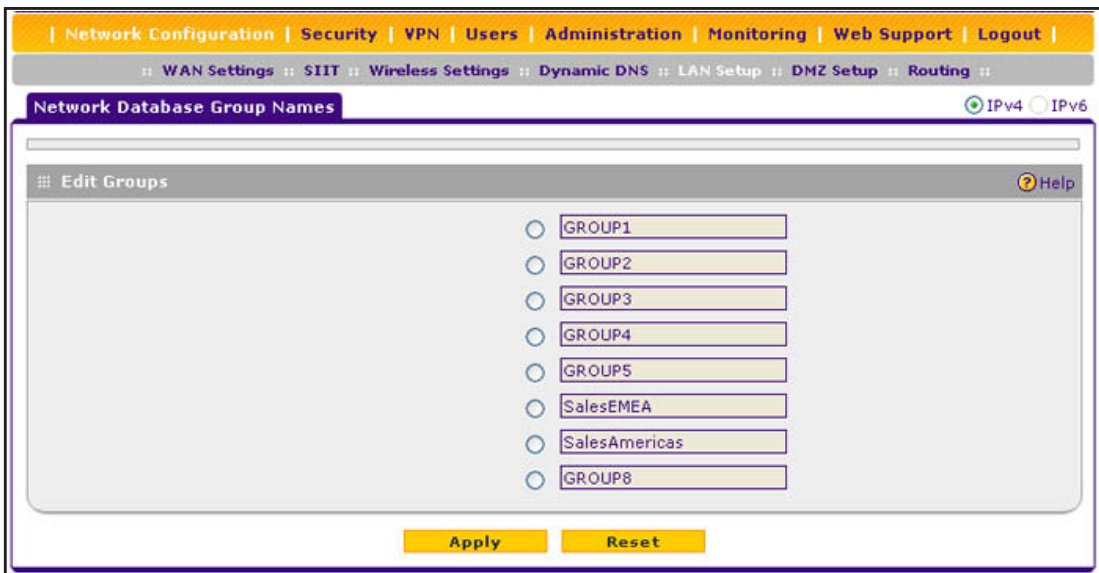 | Network Configuration | Security | VPN | Users | Administration | Monitoring | Web Support | Logout |
:: WAN Settings :: SIIT :: Wireless Settings :: Dynamic DNS :: LAN Setup :: DMZ Setup :: Routing ::
Network Database Group Names IPv4 IPv6
Edit Groups ? Help
GROUP1
GROUP2
GROUP3
GROUP4
GROUP5
SalesEMEA
SalesAmericas
GROUP8
Apply Reset